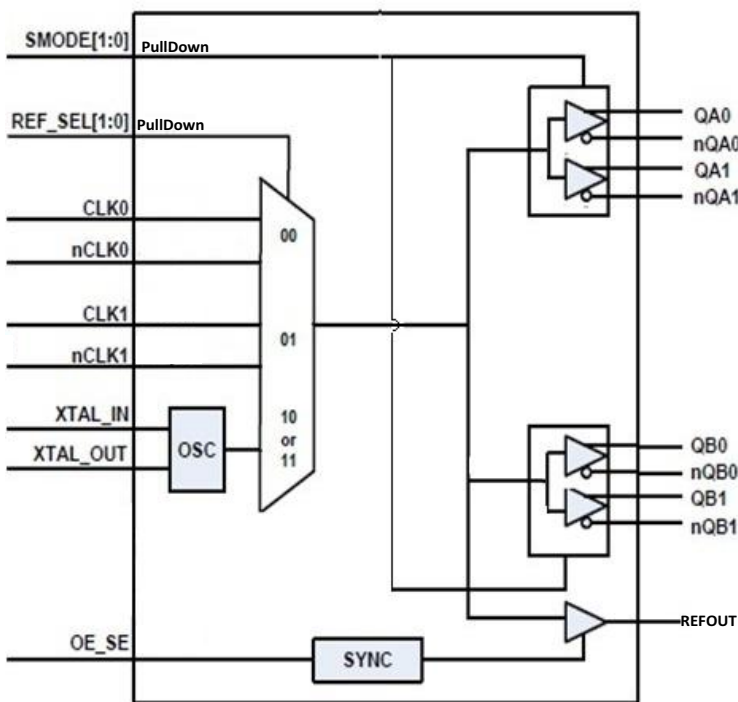 SMODE[1:0] PullDown
REF_SEL[1:0] PullDown
CLK0
nCLK0
CLK1
nCLK1
XTAL_IN
XTAL_OUT
OSC
00
01
10
or
11
QA0
nQA0
QA1
nQA1
QB0
nQB0
QB1
nQB1
REFOUT
OE_SE
SYNC